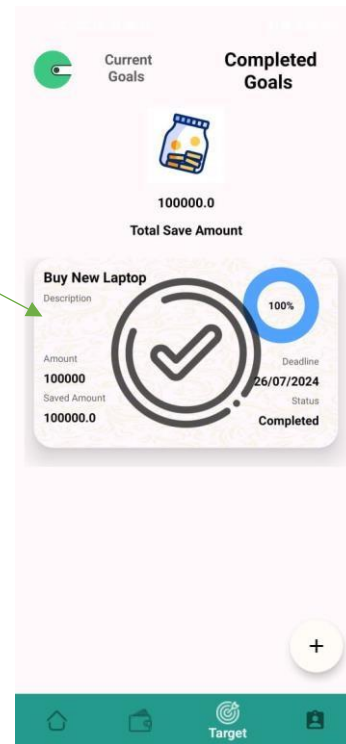 Current
Goals
Completed
Goals
100000.0
Total Save Amount
Buy New Laptop
Description
100%
Amount
100000
Saved Amount
100000.0
Deadline
26/07/2024
Status
Completed
+
Target